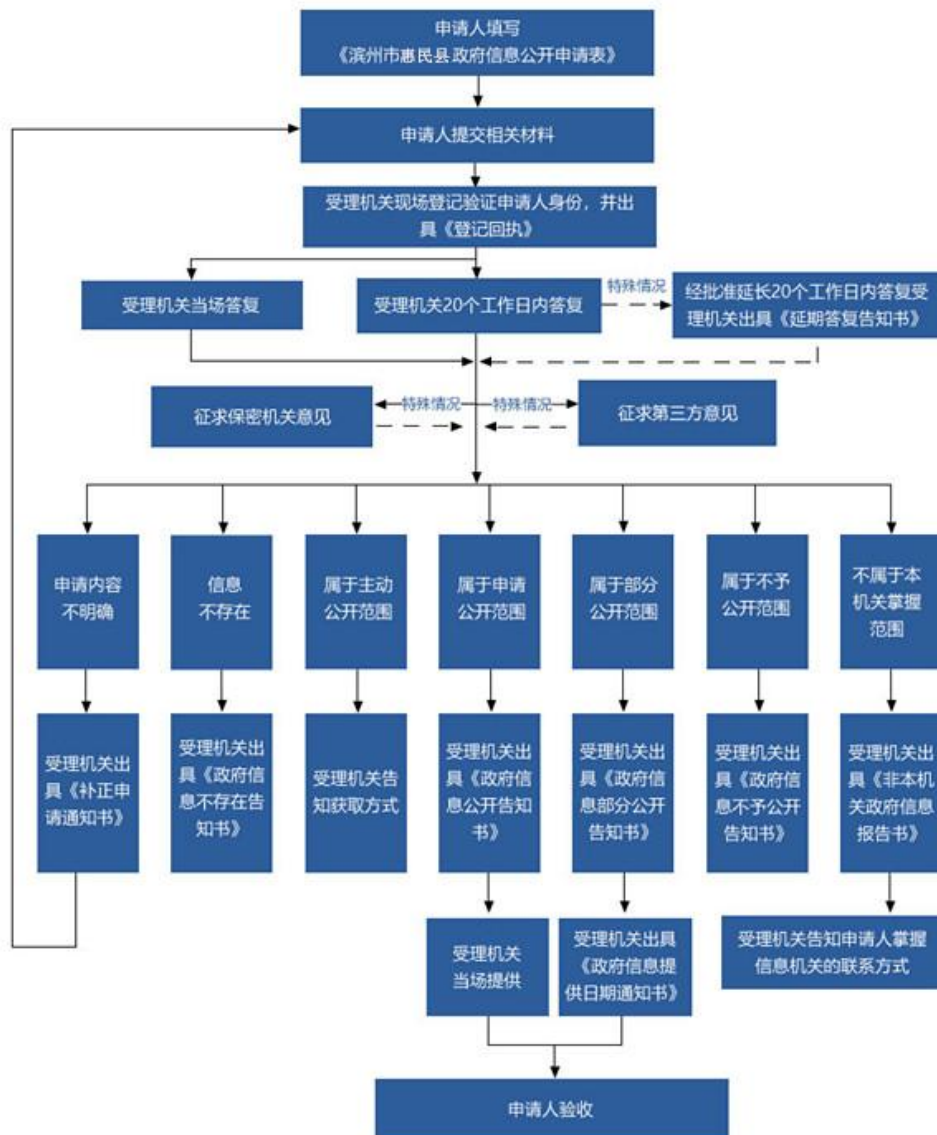 申请人填写
《滨州市惠民县政府信息公开申请表》
申请人提交相关材料
受理机关现场登记验证申请人身份，并出
具《登记回执》
受理机关当场答复
受理机关20个工作日内答复
特殊情况
经批准延长20个工作日内答复受
理机关出具《延期答复告知书》
征求保密机关意见
特殊情况
特殊情况
征求第三方意见
申请内容
不明确
信息
不存在
属于主动
公开范围
属于申请
公开范围
属于部分
公开范围
属于不予
公开范围
不属于本
机关掌握
范围
受理机关出
具《补正申
请通知书》
受理机关出
具《政府信
息不存在告
知书》
受理机关告
知获取方式
受理机关出
具《政府信
息公开告知
书》
受理机关出
具《政府信
息部分公开
告知书》
受理机关出
具《政府信
息不予公开
告知书》
受理机关出
具《非本机
关政府信息
报告书》
受理机关
当场提供
受理机关出具
《政府信息提
供日期通知书》
受理机关告知申请人掌握
信息机关的联系方式
申请人验收